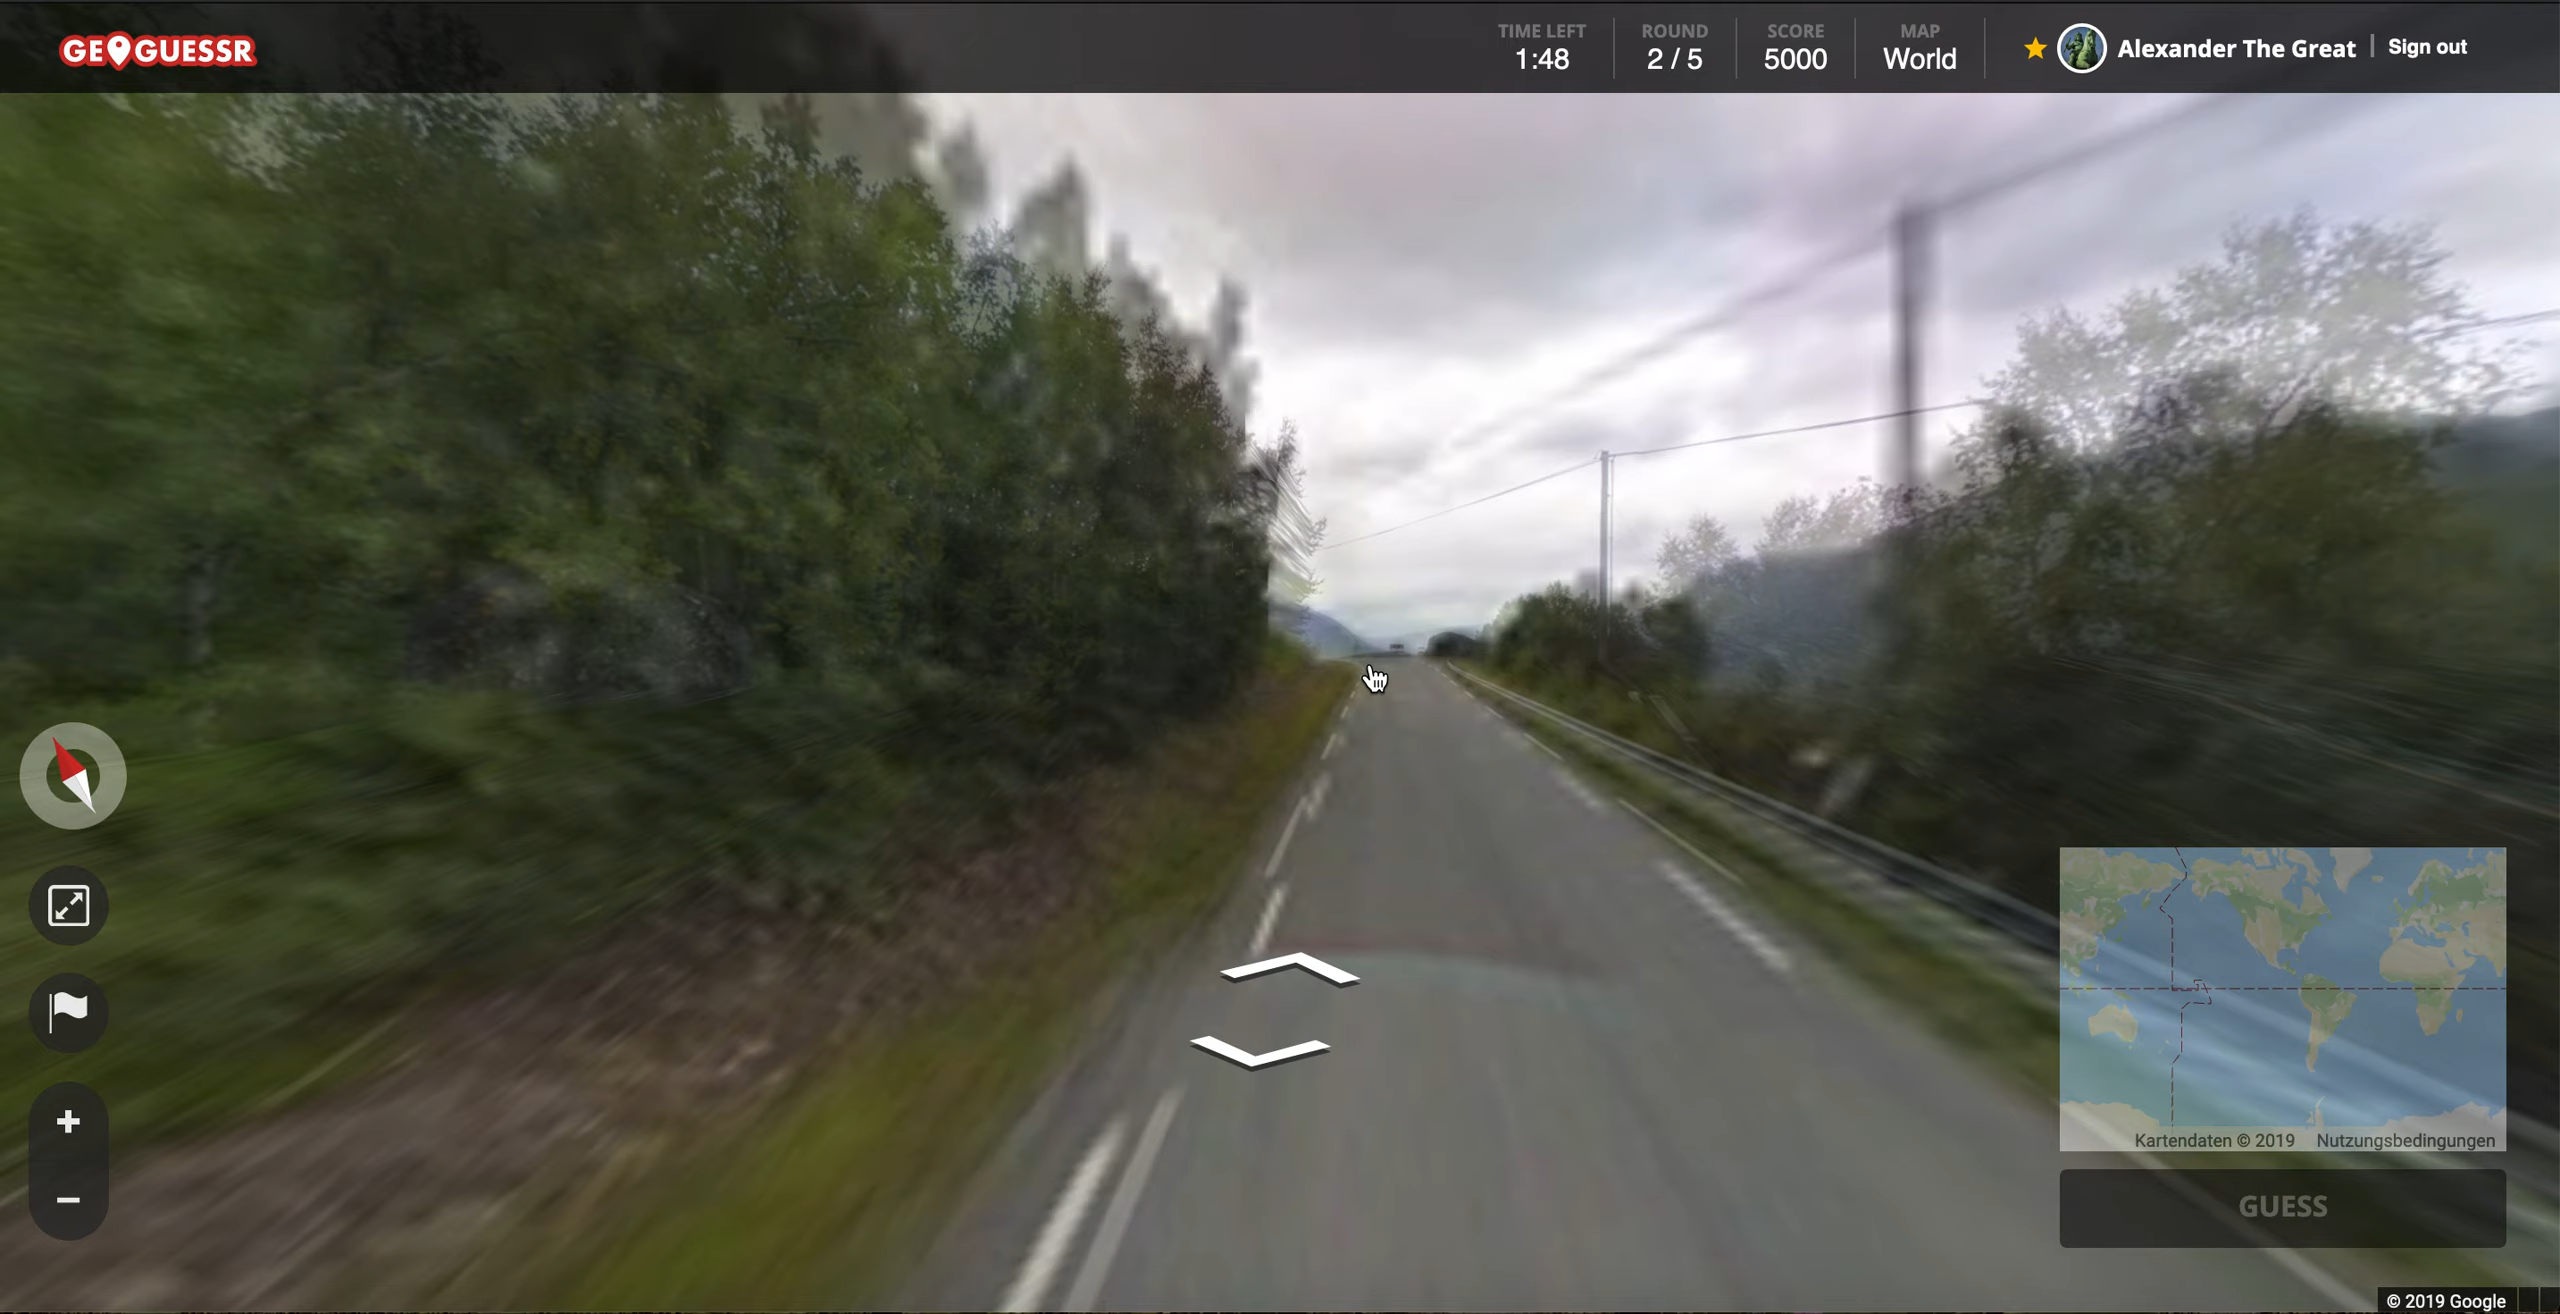 GEOGUESSR
TIME LEFT
1:48
ROUND
2 / 5
SCORE
5000
MAP
World
Alexander The Great
Sign out
Kartendaten © 2019 Nutzungsbedingungen
GUESS
© 2019 Google